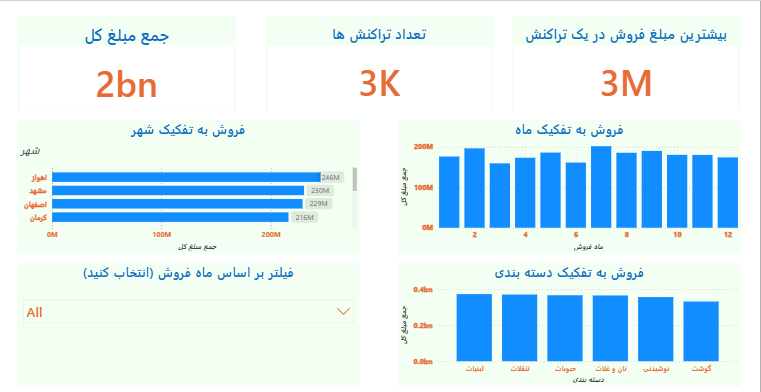 بیشترین مبلغ فروش در یک تراکنش
3M
تعداد تراکنش ها
3K
جمع مبلغ کل
2bn
فروش به تفکیک ماه
جمع مبلغ کل
200M
100M
0M
2 4 6 8 10 12
ماه فروش
فروش به تفکیک شهر
شهر
اهواز 246M
مشهد 230M
اصفهان 229M
کرمان 216M
0M 100M 200M
جمع مبلغ کل
فروش به تفکیک دسته بندی
جمع مبلغ کل
0.4bn
0.2bn
0.0bn
لبنیات تنقلات حبوبات نان و غلات نوشیدنی گوشت
دسته بندی
فیلتر بر اساس ماه فروش (انتخاب کنید)
All